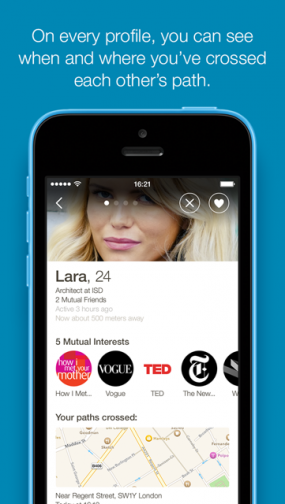 On every profile, you can see
when and where you've crossed
each other's path.
16:21
Lara, 24
Architect at ISD
2 Mutual Friends
Active 3 hours ago
Now about 500 meters away
5 Mutual Interests
how i
met your
mother
VOGUE
TED
How I Met...
Vogue
TED
The New...
W
Your paths crossed:
Near Regent Street, SW1Y London